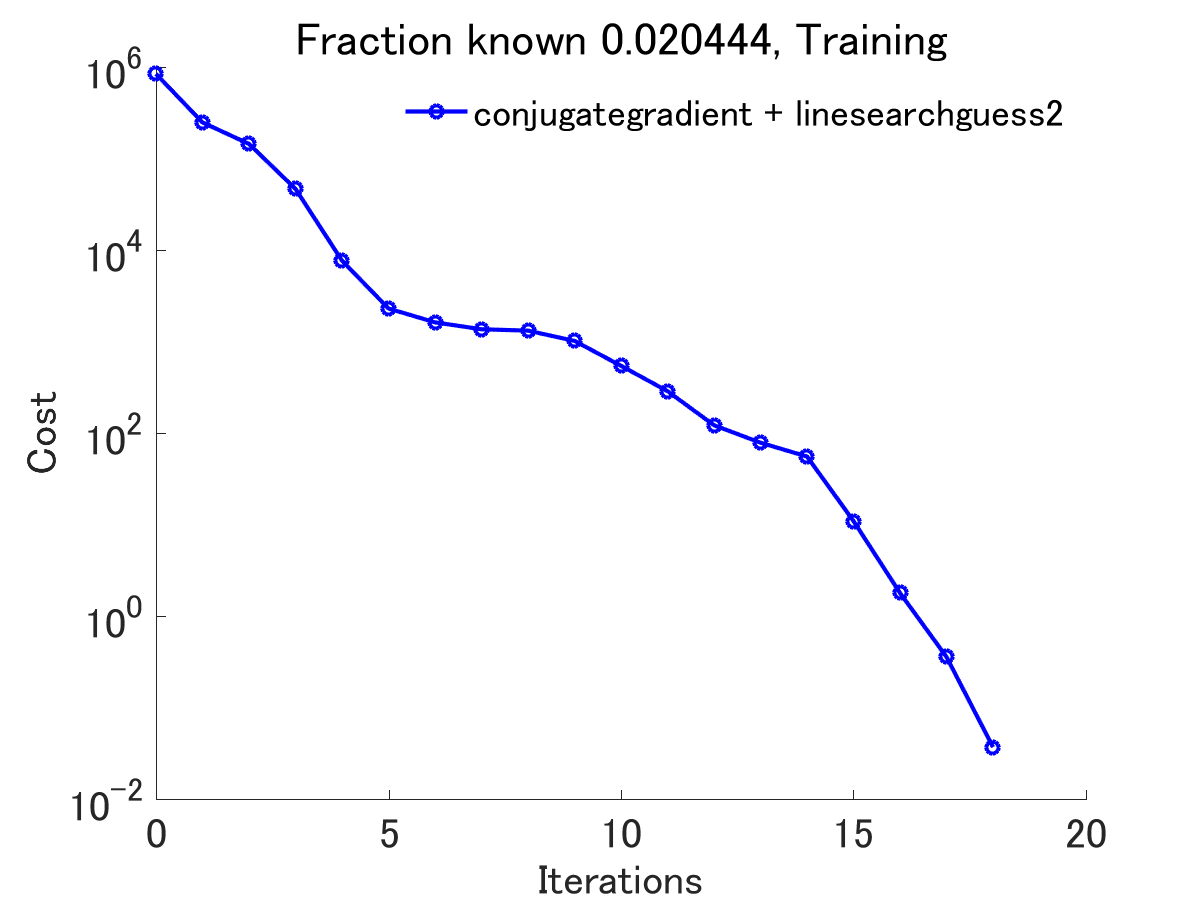 Fraction known 0.020444, Training
conjugategradient + linesearchguess2
10^6
10^4
10^2
10^0
10^-2
Cost
0 5 10 15 20
Iterations